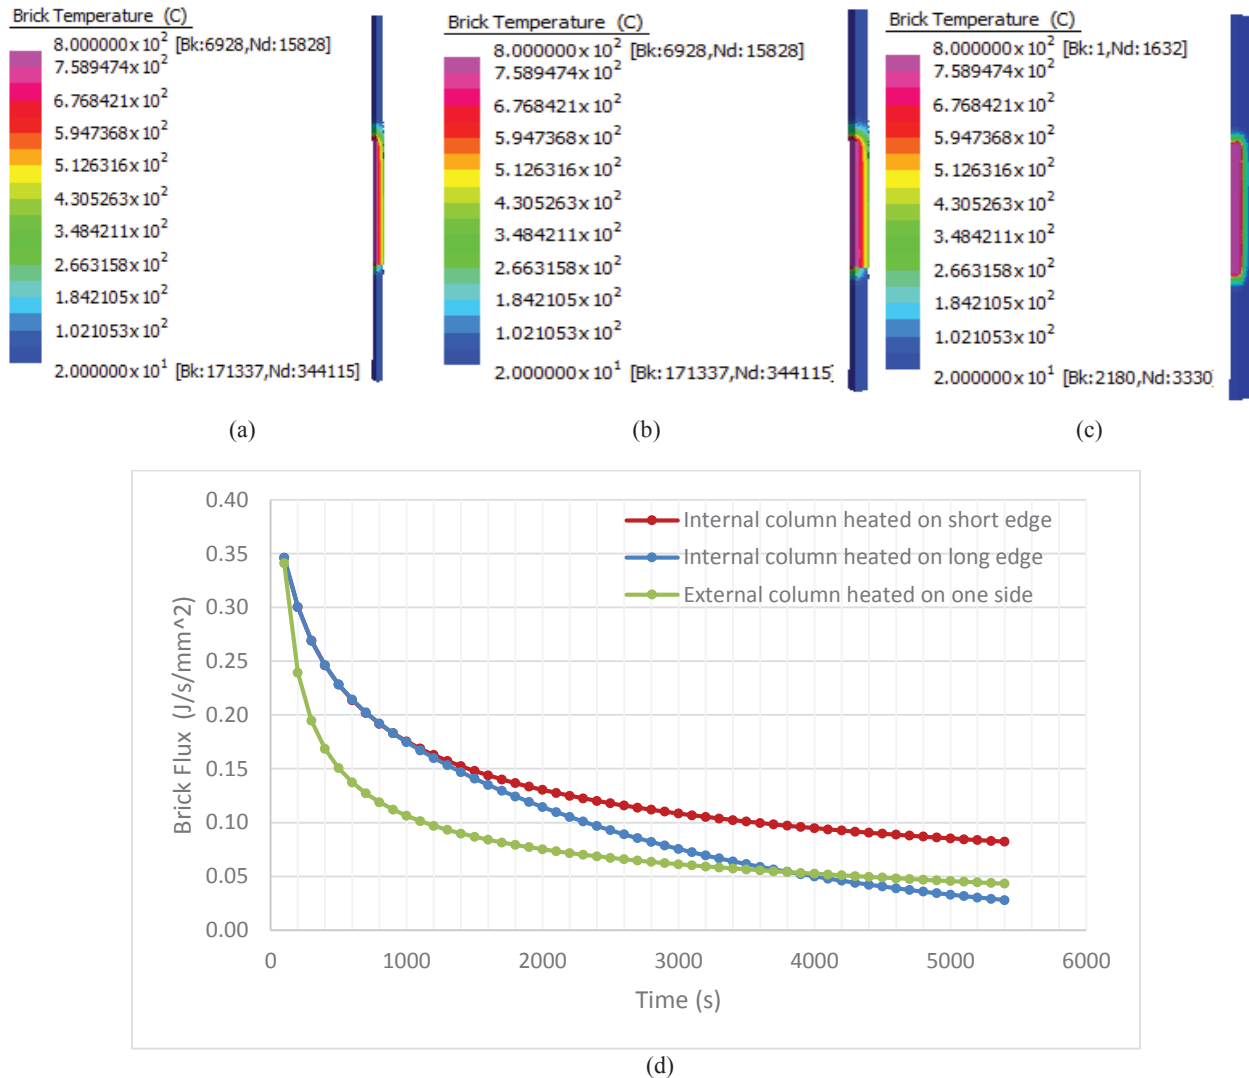 Brick Temperature (C)
8.000000x10² [Bk:6928,Nd:15828]
7.589474x10²
6.768421x10²
5.947368x10²
5.126316x10²
4.305263x10²
3.484211x10²
2.663158x10²
1.842105x10²
1.021053x10²
2.000000x10¹ [Bk:171337,Nd:344115]
(a)
Brick Temperature (C)
8.000000x10² [Bk:6928,Nd:15828]
7.589474x10²
6.768421x10²
5.947368x10²
5.126316x10²
4.305263x10²
3.484211x10²
2.663158x10²
1.842105x10²
1.021053x10²
2.000000x10¹ [Bk:171337,Nd:344115]
(b)
Brick Temperature (C)
8.000000x10² [Bk:1,Nd:1632]
7.589474x10²
6.768421x10²
5.947368x10²
5.126316x10²
4.305263x10²
3.484211x10²
2.663158x10²
1.842105x10²
1.021053x10²
2.000000x10¹ [Bk:2180,Nd:3330]
(c)
Brick Flux (J/s/mm^2)
0.40
0.35
0.30
0.25
0.20
0.15
0.10
0.05
0.00
Internal column heated on short edge
Internal column heated on long edge
External column heated on one side
0 1000 2000 3000 4000 5000 6000
Time (s)
(d)